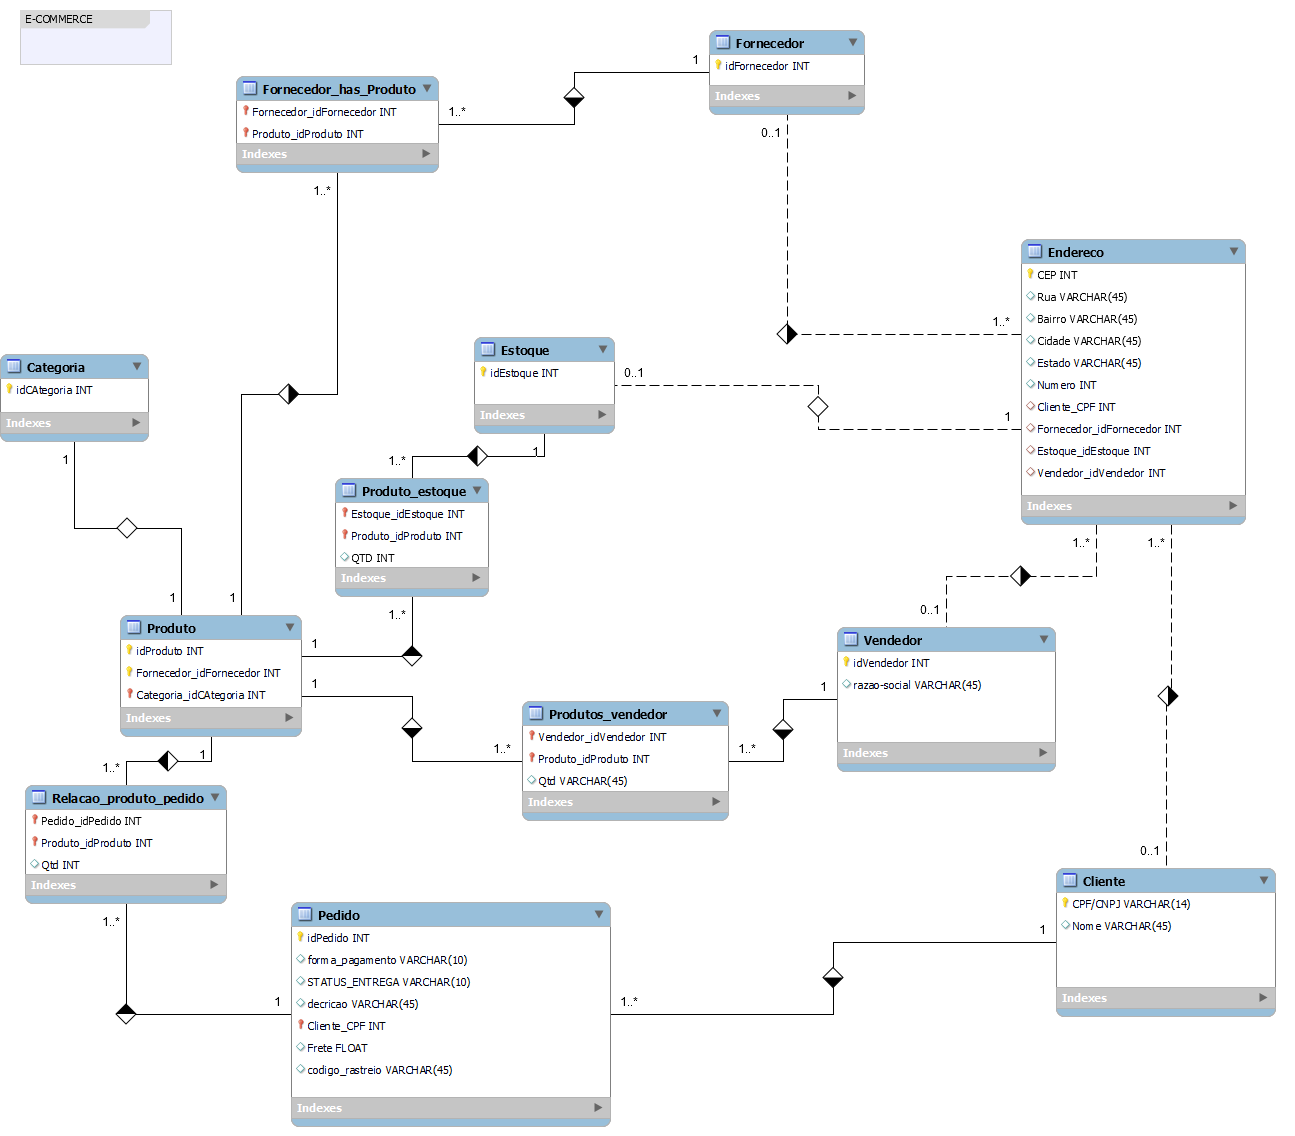 E-COMMERCE
Fornecedor
idFornecedor INT
Indexes
1
0..1
Fornecedor_has_Produto
Fornecedor_idFornecedor INT
Produto_idProduto INT
Indexes
1..*
1..*
Endereco
CEP INT
Rua VARCHAR(45)
Bairro VARCHAR(45)
Cidade VARCHAR(45)
Estado VARCHAR(45)
Numero INT
Cliente_CPF INT
Fornecedor_idFornecedor INT
Estoque_idEstoque INT
Vendedor_idVendedor INT
Indexes
1..*
1
1..*
1..*
Estoque
idEstoque INT
Indexes
0..1
1
Categoria
idCAtegoria INT
Indexes
1
1..*
Produto_estoque
Estoque_idEstoque INT
Produto_idProduto INT
QTD INT
Indexes
1..*
1
1
Produto
idProduto INT
Fornecedor_idFornecedor INT
Categoria_idCAtegoria INT
Indexes
1
1
1
0..1
Vendedor
idVendedor INT
razao-social VARCHAR(45)
Indexes
1
Produtos_vendedor
Vendedor_idVendedor INT
Produto_idProduto INT
Qtd VARCHAR(45)
Indexes
1..*
1..*
1..*
Relacao_produto_pedido
Pedido_idPedido INT
Produto_idProduto INT
Qtd INT
Indexes
1..*
0..1
Cliente
CPF/CNPJ VARCHAR(14)
Nome VARCHAR(45)
Indexes
1
Pedido
idPedido INT
forma_pagamento VARCHAR(10)
STATUS_ENTREGA VARCHAR(10)
decricao VARCHAR(45)
Cliente_CPF INT
Frete FLOAT
codigo_rastreio VARCHAR(45)
Indexes
1
1..*